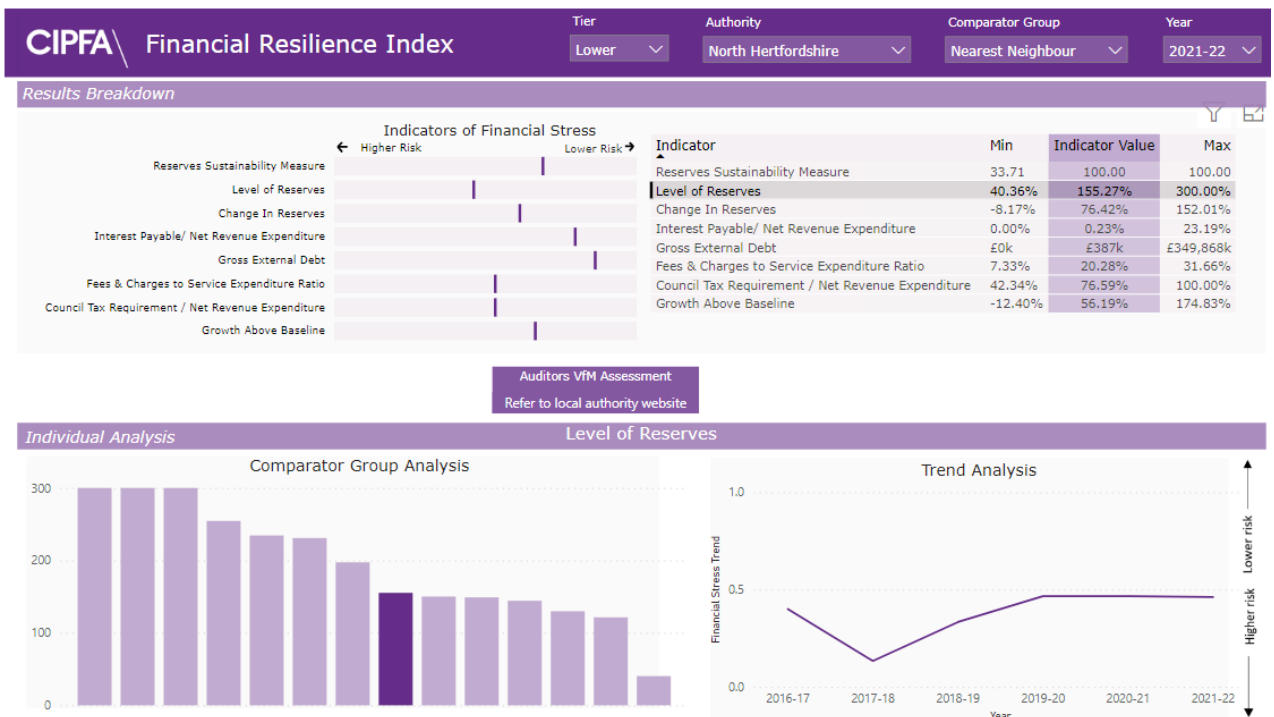 CIPFA\ Financial Resilience Index
Tier
Lower
Authority
North Hertfordshire
Comparator Group
Nearest Neighbour
Year
2021-22
Results Breakdown
Indicators of Financial Stress
Higher Risk
Lower Risk
Reserves Sustainability Measure
Level of Reserves
Change In Reserves
Interest Payable/ Net Revenue Expenditure
Gross External Debt
Fees & Charges to Service Expenditure Ratio
Council Tax Requirement / Net Revenue Expenditure
Growth Above Baseline
Indicator Min Indicator Value Max
Reserves Sustainability Measure 33.71 100.00 100.00
Level of Reserves 40.36% 155.27% 300.00%
Change In Reserves -8.17% 76.42% 152.01%
Interest Payable/ Net Revenue Expenditure 0.00% 0.23% 23.19%
Gross External Debt £0k £387k £349,868k
Fees & Charges to Service Expenditure Ratio 7.33% 20.28% 31.66%
Council Tax Requirement / Net Revenue Expenditure 42.34% 76.59% 100.00%
Growth Above Baseline -12.40% 56.19% 174.83%
Auditors VfM Assessment
Refer to local authority website
Individual Analysis
Level of Reserves
Comparator Group Analysis
300
200
100
0
Trend Analysis
1.0
0.5
0.0
Financial Stress Trend
2016-17 2017-18 2018-19 2019-20 2020-21 2021-22
Year
Lower risk
Higher risk